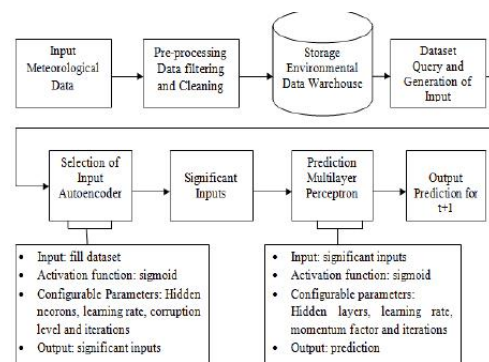 Input
Meteorological
Data
Pre-processing
Data filtering
and Cleaning
Storage
Environmental
Data Warehouse
Dataset
Query and
Generation of
Input
Selection of
Input
Autoencoder
Significant
Inputs
Prediction
Multilayer
Perceptron
Output
Prediction for
t+1
• Input: fill dataset
• Activation function: sigmoid
• Configurable Parameters: Hidden
neurons, learning rate, corruption
level and iterations
• Output: significant inputs
• Input: significant inputs
• Activation function: sigmoid
• Configurable parameters:
Hidden layers, learning rate,
momentum factor and iterations
• Output: prediction